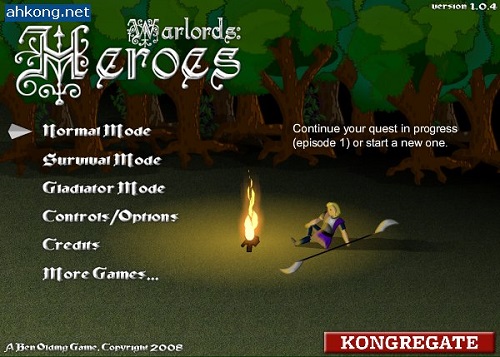 ahkong.net
version 1.0.4
Warlords:
Heroes
Normal Mode
Continue your quest in progress
(episode 1) or start a new one.
Survival Mode
Gladiator Mode
Controls/Options
Credits
More Games...
A Ben Olding Game, Copyright 2008
KONGREGATE